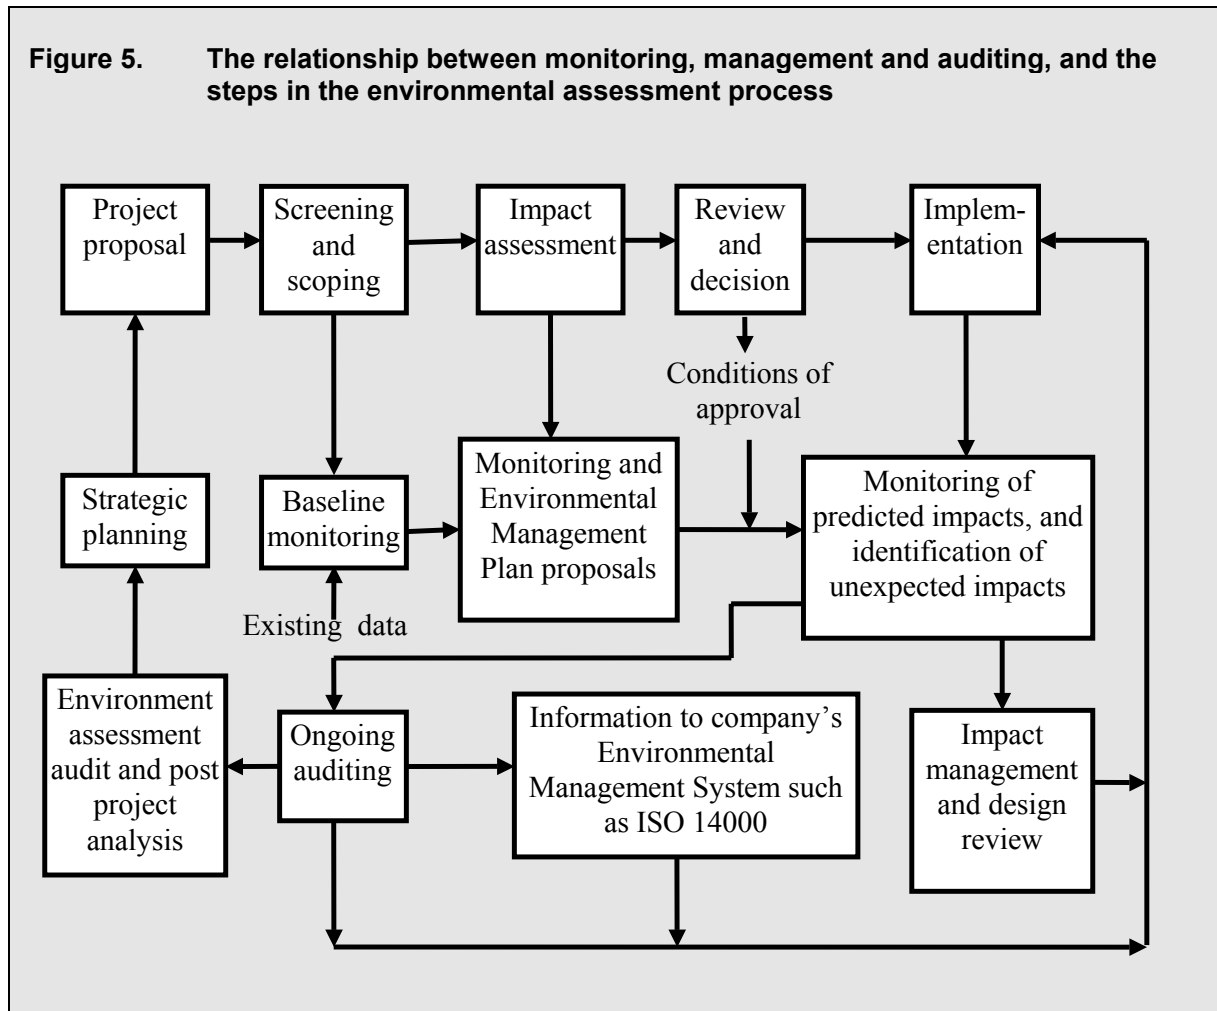 Figure 5. The relationship between monitoring, management and auditing, and the
steps in the environmental assessment process
Project
proposal
Screening
and
scoping
Impact
assessment
Review
and
decision
Implem-
entation
Conditions of
approval
Strategic
planning
Baseline
monitoring
Monitoring and
Environmental
Management
Plan proposals
Monitoring of
predicted impacts, and
identification of
unexpected impacts
Existing data
Environment
assessment
audit and post
project
analysis
Ongoing
auditing
Information to company's
Environmental
Management System such
as ISO 14000
Impact
management
and design
review